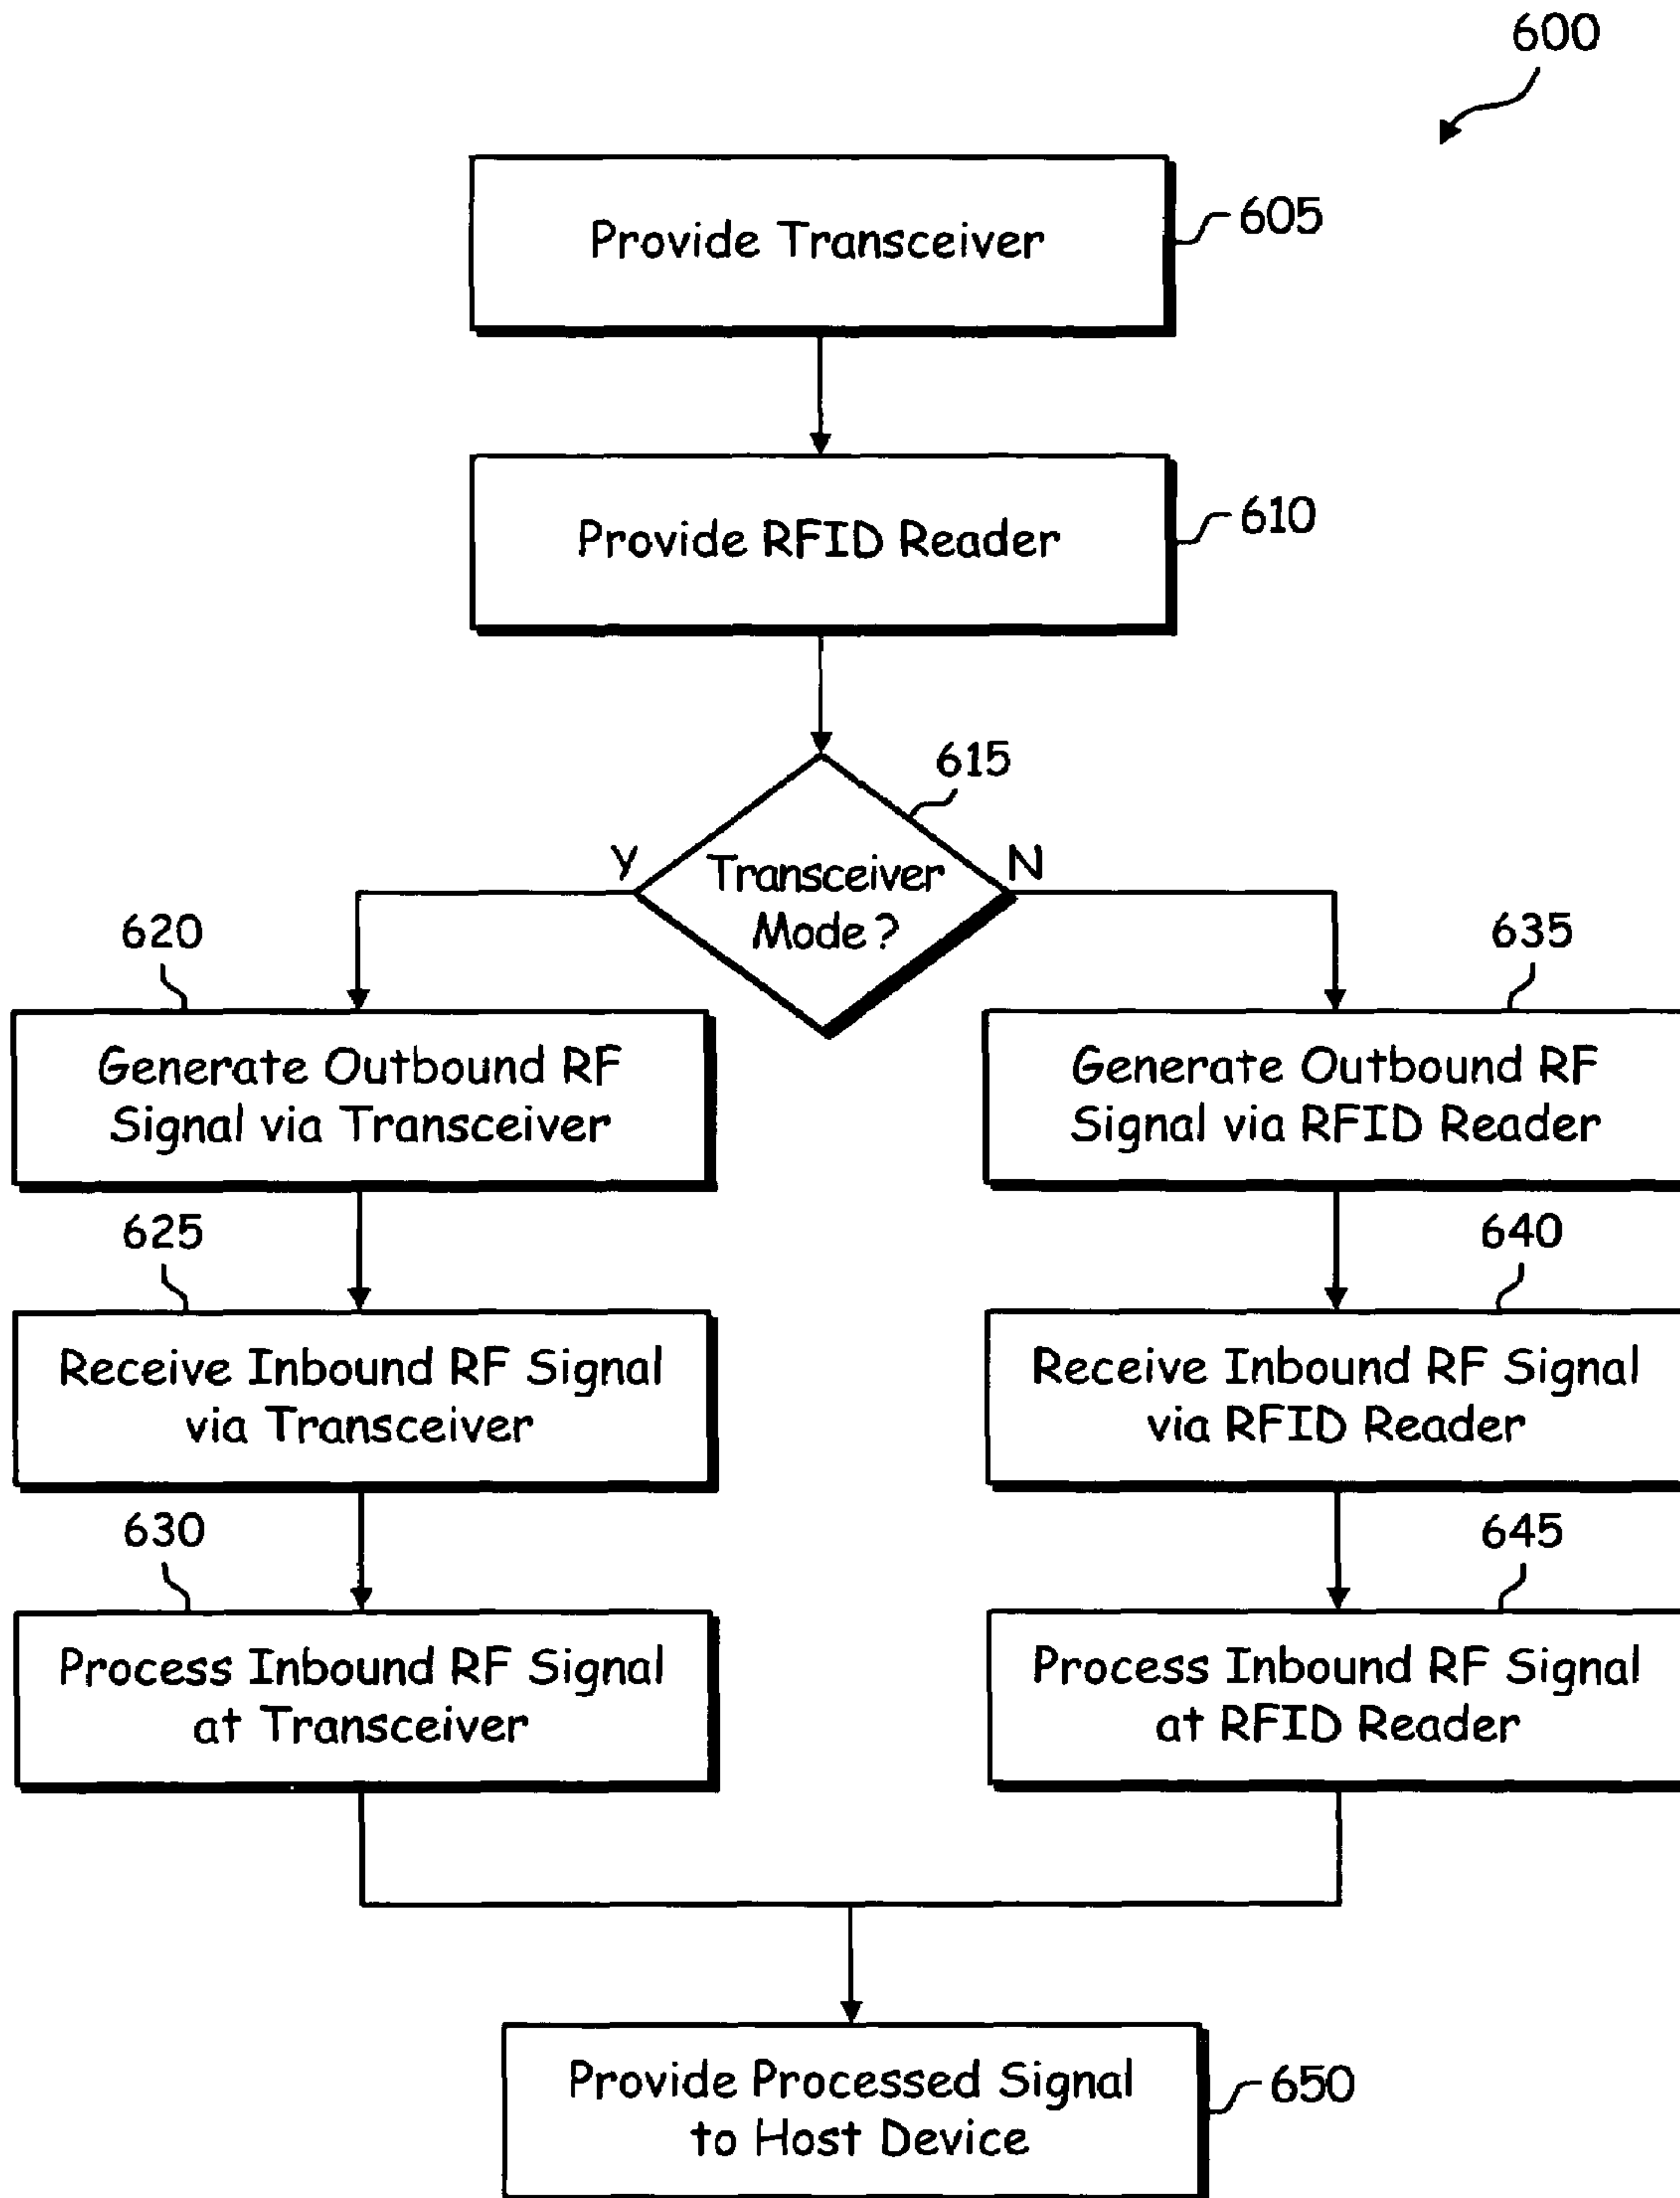 600
Provide Transceiver
605
Provide RFID Reader
610
615
Y
Transceiver
Mode?
N
620
Generate Outbound RF
Signal via Transceiver
635
Generate Outbound RF
Signal via RFID Reader
625
Receive Inbound RF Signal
via Transceiver
640
Receive Inbound RF Signal
via RFID Reader
630
Process Inbound RF Signal
at Transceiver
645
Process Inbound RF Signal
at RFID Reader
Provide Processed Signal
to Host Device
650